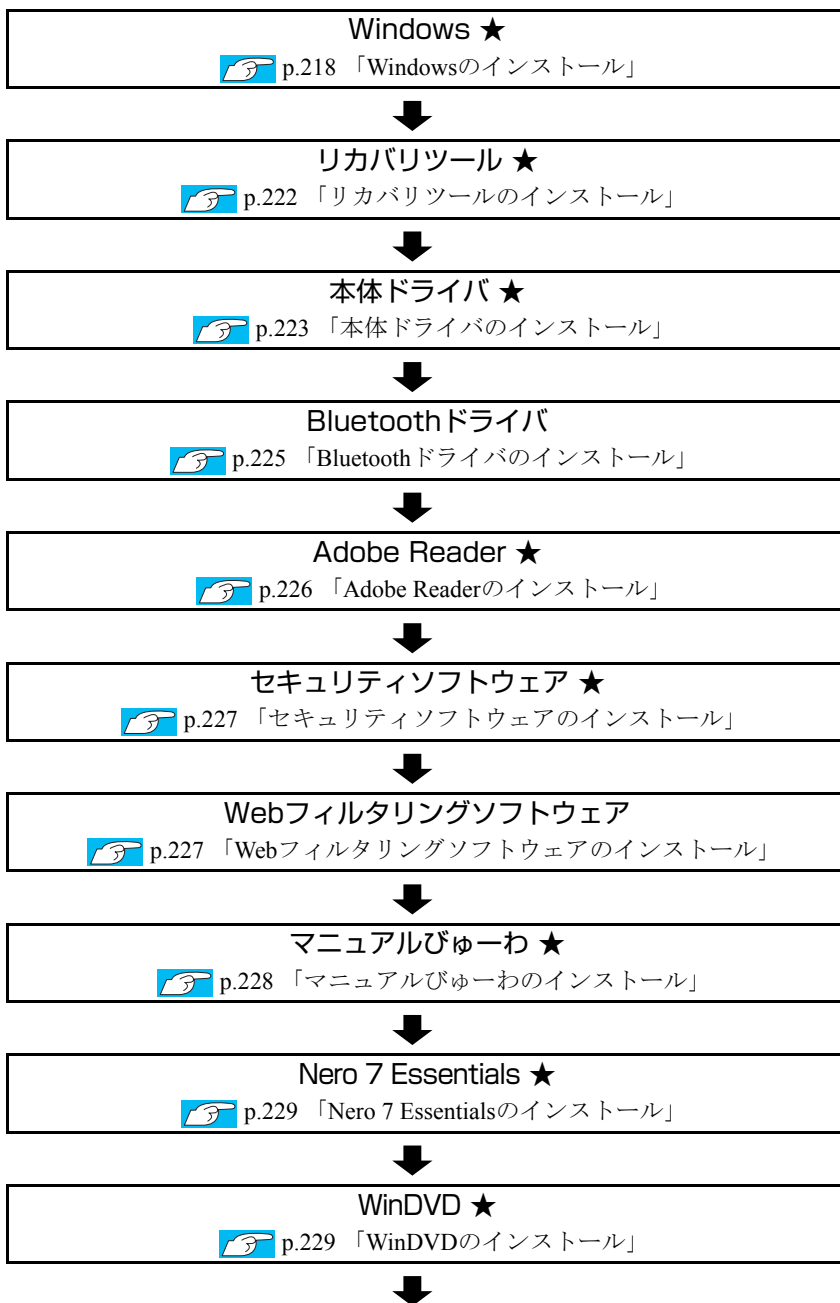 Windows ★
p.218 「Windowsのインストール」
リカバリツール ★
p.222 「リカバリツールのインストール」
本体ドライバ ★
p.223 「本体ドライバのインストール」
Bluetoothドライバ
p.225 「Bluetoothドライバのインストール」
Adobe Reader ★
p.226 「Adobe Readerのインストール」
セキュリティソフトウェア ★
p.227 「セキュリティソフトウェアのインストール」
Webフィルタリングソフトウェア
p.227 「Webフィルタリングソフトウェアのインストール」
マニュアルびゅーわ ★
p.228 「マニュアルびゅーわのインストール」
Nero 7 Essentials ★
p.229 「Nero 7 Essentialsのインストール」
WinDVD ★
p.229 「WinDVDのインストール」